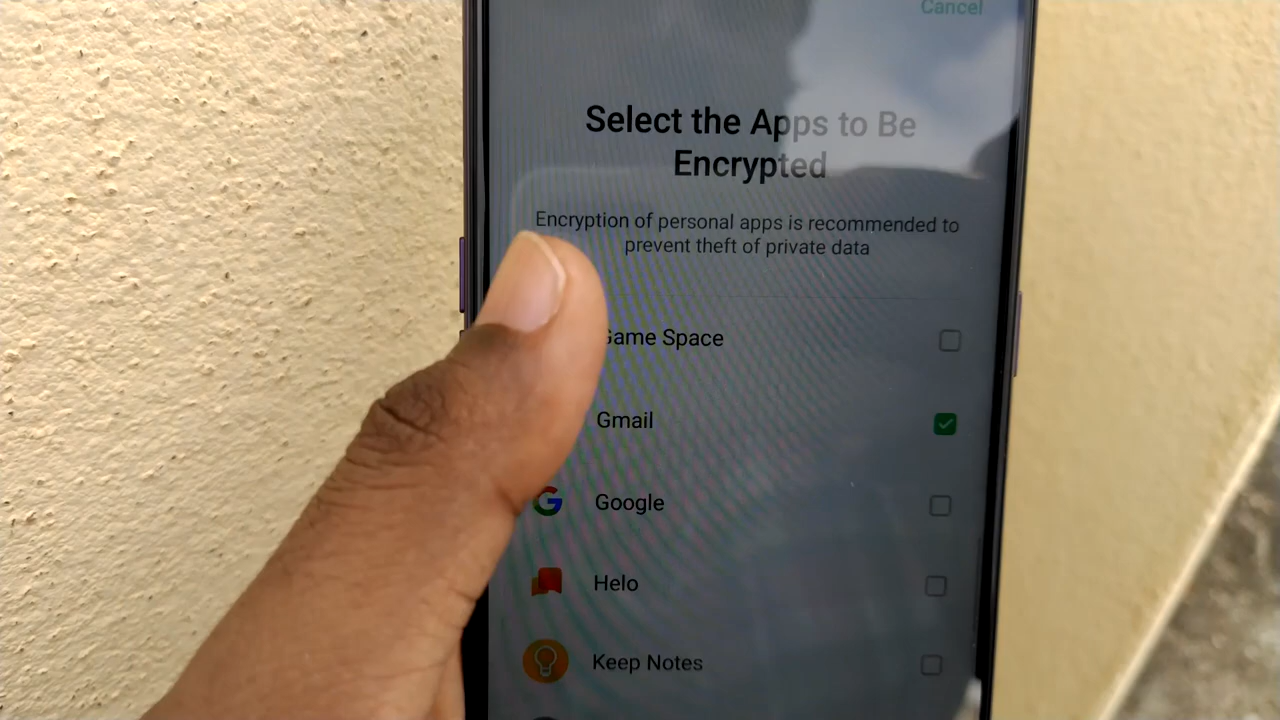 Cancel
Select the Apps to Be
Encrypted
Encryption of personal apps is recommended to
prevent theft of private data
Game Space
Gmail
Google
Helo
Keep Notes